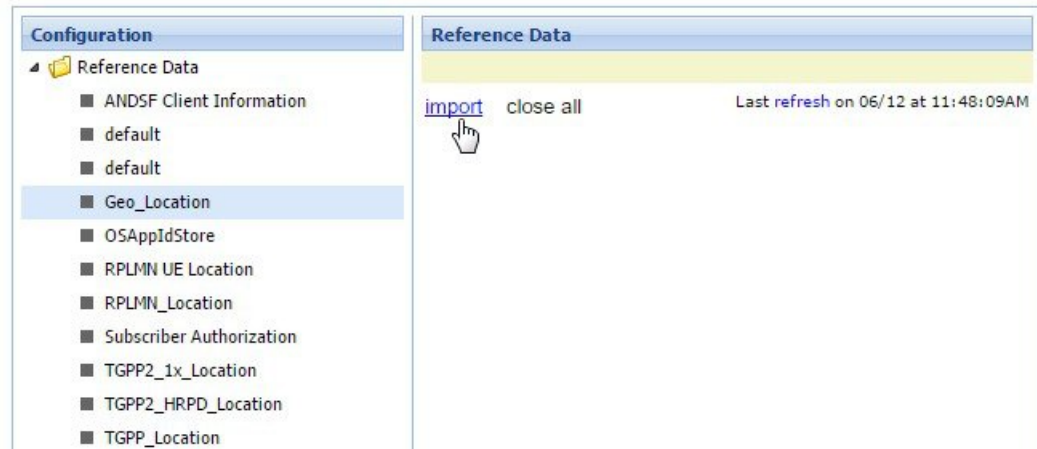 Configuration
Reference Data
ANDSF Client Information
default
default
Geo_Location
OSAppIdStore
RPLMN UE Location
RPLMN_Location
Subscriber Authorization
TGPP2_1x_Location
TGPP2_HRPD_Location
TGPP_Location
Reference Data
import close all Last refresh on 06/12 at 11:48:09AM